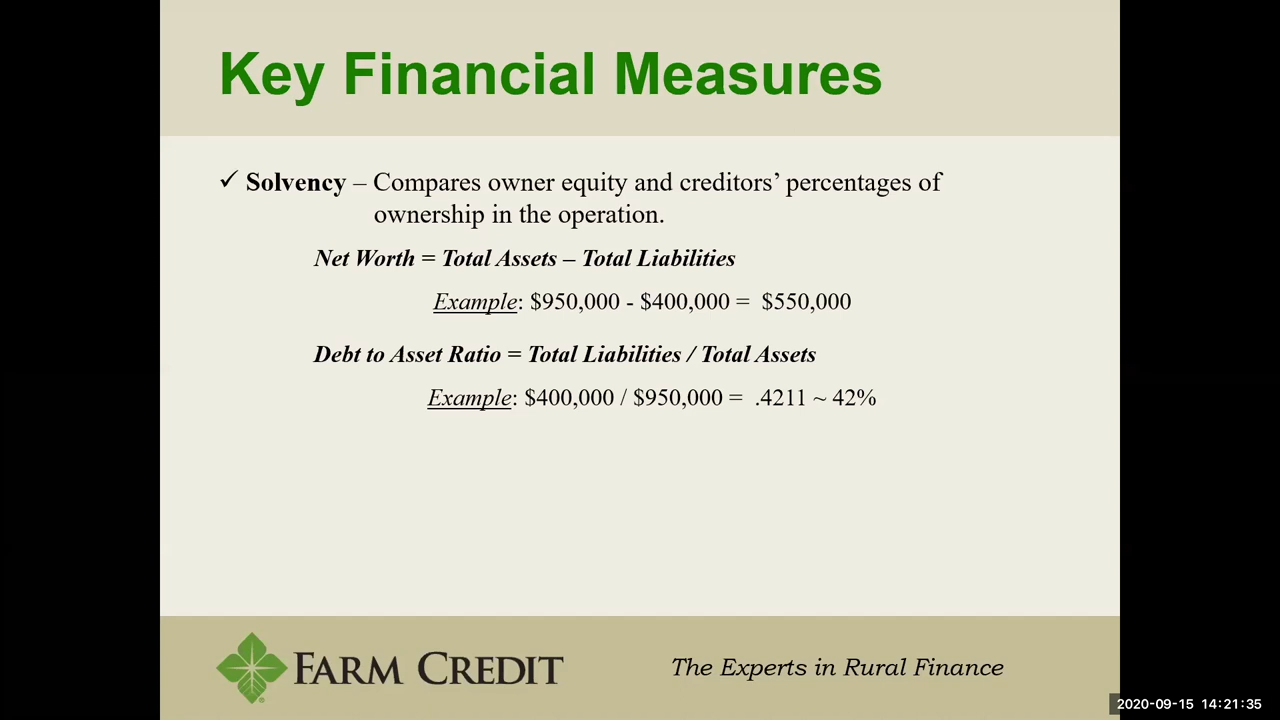 Key Financial Measures
✓ Solvency – Compares owner equity and creditors’ percentages of
ownership in the operation.
Net Worth = Total Assets – Total Liabilities
Example: $950,000 - $400,000 = $550,000
Debt to Asset Ratio = Total Liabilities / Total Assets
Example: $400,000 / $950,000 = .4211 ~ 42%
FARM CREDIT
The Experts in Rural Finance
2020-09-15 14:21:35